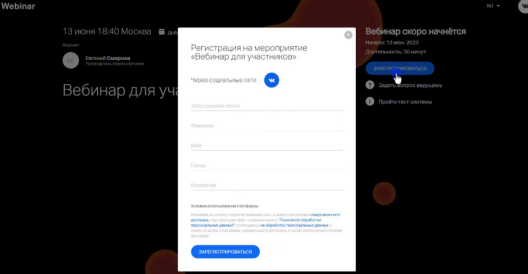 Webinar
RU
13 июня 18:40 Москва
Евгений Смирнов
Вебинар для уча
Регистрация на мероприятие
«Вебинар для участников»
Через социальные сети
Электронная почта
Фамилия
Имя
Город
Компания
Условия использования платформы
ЗАРЕГИСТРИРОВАТЬСЯ
Вебинар скоро начнётся
Начало: 13 июн. 2023
Длительность: 30 минут
ЗАРЕГИСТРИРОВАТЬСЯ
Задать вопрос ведущему
Пройти тест системы